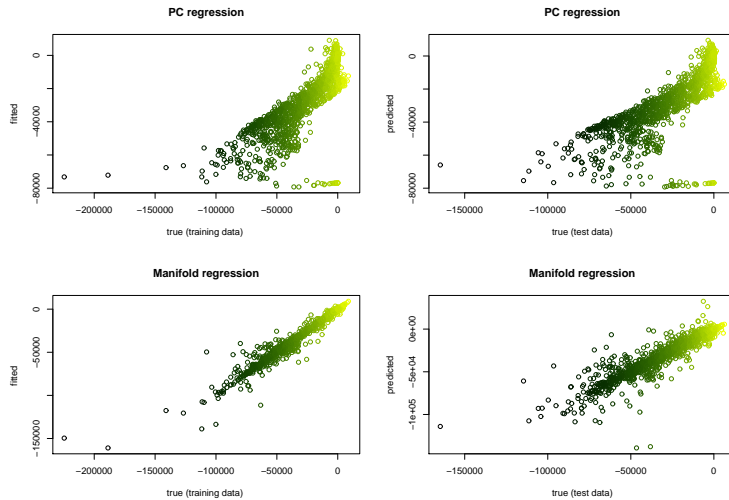 PC regression
fitted
0
−40000
−80000
−200000 −150000 −100000 −50000 0
true (training data)
PC regression
predicted
0
−40000
−80000
−150000 −100000 −50000 0
true (test data)
Manifold regression
fitted
0
−50000
−150000
−200000 −150000 −100000 −50000 0
true (training data)
Manifold regression
predicted
0e+00
−5e+04
−1e+05
−150000 −100000 −50000 0
true (test data)